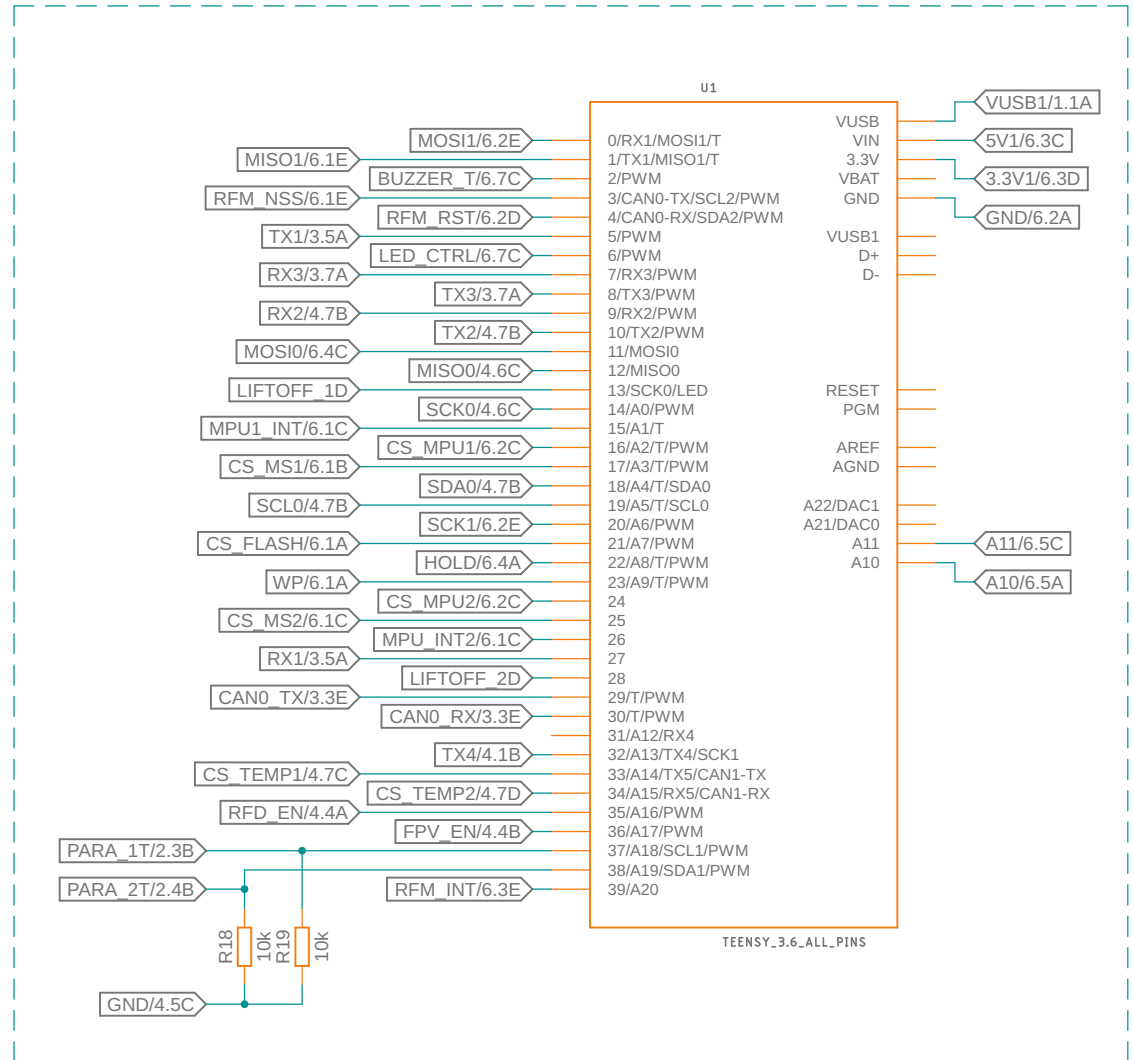 U1
VUSB1/1.1A
VUSB
MOSI1/6.2E 0/RX1/MOSI1/T VIN 5V1/6.3C
MISO1/6.1E 1/TX1/MISO1/T 3.3V
BUZZER_T/6.7C 2/PWM VBAT 3.3V1/6.3D
RFM_NSS/6.1E 3/CAN0-TX/SCL2/PWM GND
RFM_RST/6.2D 4/CAN0-RX/SDA2/PWM GND/6.2A
TX1/3.5A 5/PWM VUSB1
LED_CTRL/6.7C 6/PWM D+
RX3/3.7A 7/RX3/PWM D-
TX3/3.7A 8/TX3/PWM
RX2/4.7B 9/RX2/PWM
TX2/4.7B 10/TX2/PWM
MOSI0/6.4C 11/MOSI0
MISO0/4.6C 12/MISO0
LIFTOFF_1D 13/SCK0/LED RESET
SCK0/4.6C 14/A0/PWM PGM
MPU1_INT/6.1C 15/A1/T
CS_MPU1/6.2C 16/A2/T/PWM AREF
CS_MS1/6.1B 17/A3/T/PWM AGND
SDA0/4.7B 18/A4/T/SDA0
SCL0/4.7B 19/A5/T/SCL0 A22/DAC1
SCK1/6.2E 20/A6/PWM A21/DAC0
CS_FLASH/6.1A 21/A7/PWM A11 A11/6.5C
HOLD/6.4A 22/A8/T/PWM A10
WP/6.1A 23/A9/T/PWM A10/6.5A
CS_MPU2/6.2C 24
CS_MS2/6.1C 25
MPU_INT2/6.1C 26
RX1/3.5A 27
LIFTOFF_2D 28
CAN0_TX/3.3E 29/T/PWM
CAN0_RX/3.3E 30/T/PWM
31/A12/RX4
TX4/4.1B 32/A13/TX4/SCK1
CS_TEMP1/4.7C 33/A14/TX5/CAN1-TX
CS_TEMP2/4.7D 34/A15/RX5/CAN1-RX
RFD_EN/4.4A 35/A16/PWM
FPV_EN/4.4B 36/A17/PWM
PARA_1T/2.3B 37/A18/SCL1/PWM
38/A19/SDA1/PWM
PARA_2T/2.4B RFM_INT/6.3E 39/A20
R18 10k R19 10k
TEENSY_3.6_ALL_PINS
GND/4.5C